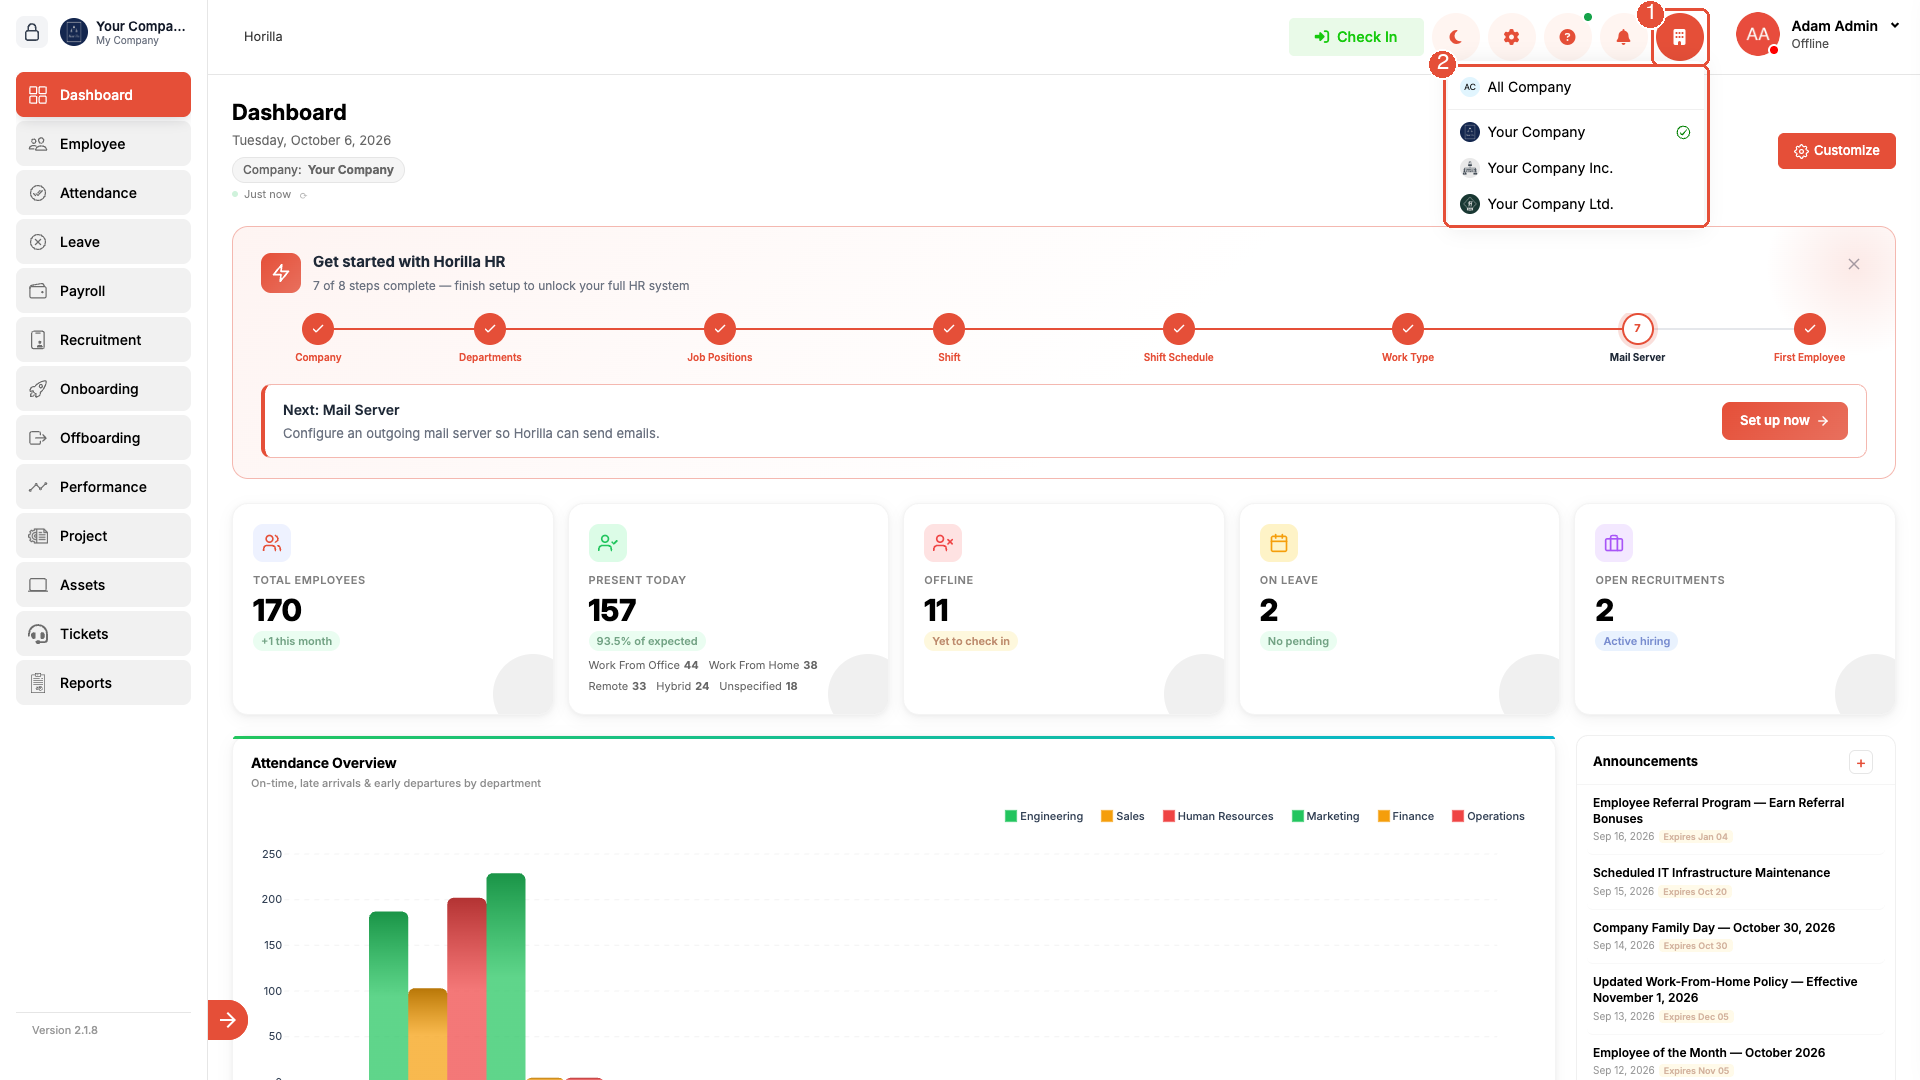 Your Compa...
My Company
Horilla
Check In
1
AA
Adam Admin
Offline
2
AC All Company
Your Company
Your Company Inc.
Your Company Ltd.
Dashboard
Employee
Attendance
Leave
Payroll
Recruitment
Onboarding
Offboarding
Performance
Project
Assets
Tickets
Reports
Version 2.1.8
Dashboard
Tuesday, October 6, 2026
Company: Your Company
Just now
Customize
Get started with Horilla HR
7 of 8 steps complete — finish setup to unlock your full HR system
7
Company
Departments
Job Positions
Shift
Shift Schedule
Work Type
Mail Server
First Employee
Next: Mail Server
Configure an outgoing mail server so Horilla can send emails.
Set up now
TOTAL EMPLOYEES
170
+1 this month
PRESENT TODAY
157
93.5% of expected
Work From Office 44 Work From Home 38
Remote 33 Hybrid 24 Unspecified 18
OFFLINE
11
Yet to check in
ON LEAVE
2
No pending
OPEN RECRUITMENTS
2
Active hiring
Attendance Overview
On-time, late arrivals & early departures by department
Engineering Sales Human Resources Marketing Finance Operations
250
200
150
100
50
Announcements
+
Employee Referral Program — Earn Referral
Bonuses
Sep 16, 2026 Expires Jan 04
Scheduled IT Infrastructure Maintenance
Sep 15, 2026 Expires Oct 20
Company Family Day — October 30, 2026
Sep 14, 2026 Expires Oct 30
Updated Work-From-Home Policy — Effective
November 1, 2026
Sep 13, 2026 Expires Dec 05
Employee of the Month — October 2026
Sep 12, 2026 Expires Nov 05